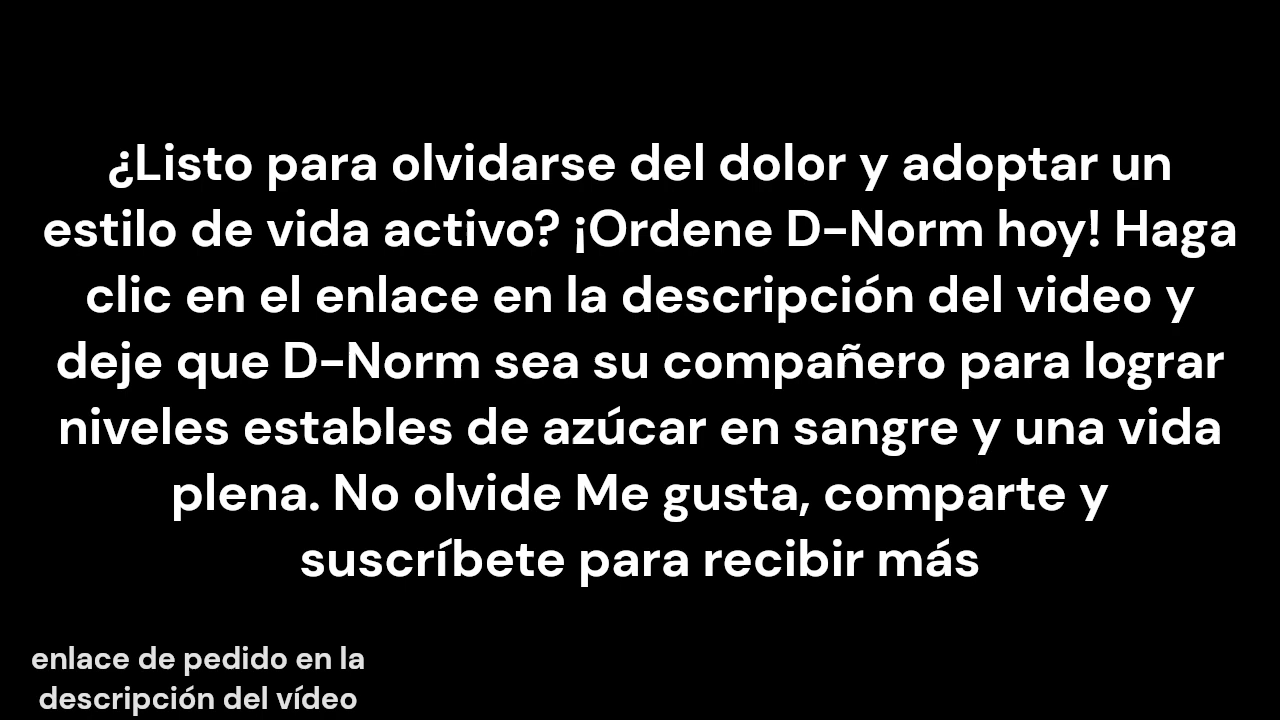 ¿Listo para olvidarse del dolor y adoptar un
estilo de vida activo? ¡Ordene D-Norm hoy! Haga
clic en el enlace en la descripción del video y
deje que D-Norm sea su compañero para lograr
niveles estables de azúcar en sangre y una vida
plena. No olvide Me gusta, comparte y
suscríbete para recibir más
enlace de pedido en la
descripción del vídeo